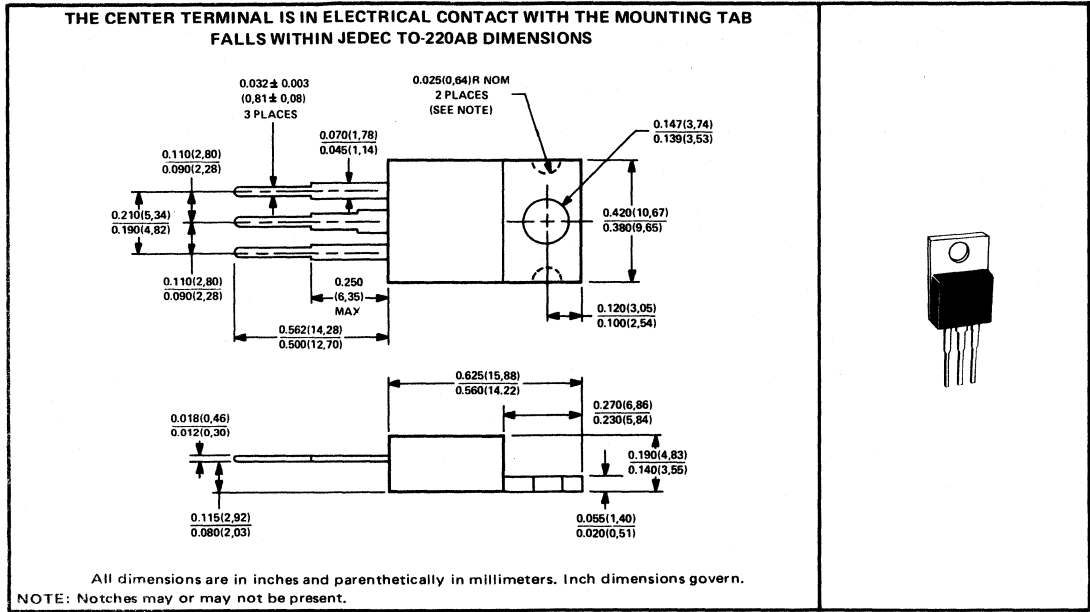 THE CENTER TERMINAL IS IN ELECTRICAL CONTACT WITH THE MOUNTING TAB
FALLS WITHIN JEDEC TO-220AB DIMENSIONS
0.032 ± 0.003
(0,81 ± 0,08)
3 PLACES
0.025(0,64)R NOM
2 PLACES
(SEE NOTE)
0.147(3,74)
0.139(3,53)
0.070(1,78)
0.045(1,14)
0.110(2,80)
0.090(2,28)
0.210(5,34)
0.190(4,82)
0.420(10,67)
0.380(9,65)
0.110(2,80)
0.090(2,28)
0.250
(6,35)
MAX
0.120(3,05)
0.100(2,54)
0.562(14,28)
0.500(12,70)
0.625(15,88)
0.560(14.22)
0.270(6,86)
0.230(5,84)
0.018(0,46)
0.012(0,30)
0.190(4,83)
0.140(3,55)
0.115(2,92)
0.080(2,03)
0.055(1,40)
0.020(0,51)
All dimensions are in inches and parenthetically in millimeters. Inch dimensions govern.
NOTE: Notches may or may not be present.